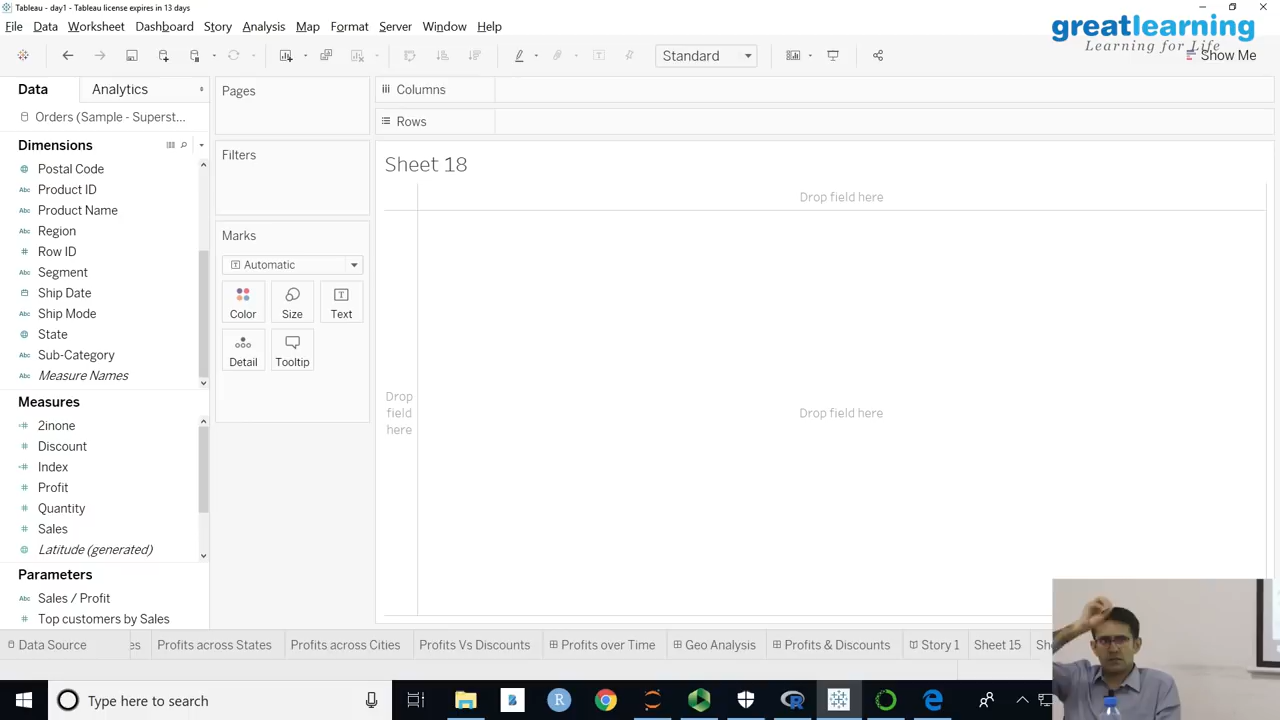 Tableau - day1 - Tableau license expires in 13 days
File Data Worksheet Dashboard Story Analysis Map Format Server Window Help
greatlearning
Learning for Life
Standard
Show Me
Data Analytics
Pages
Columns
Orders (Sample - Superst...
Rows
Dimensions
Filters
Sheet 18
Postal Code
Product ID
Product Name
Region
Row ID
Segment
Ship Date
Ship Mode
State
Sub-Category
Measure Names
Marks
Automatic
Color Size Text
Detail Tooltip
Drop field here
Drop
field
here
Drop field here
Measures
2inone
Discount
Index
Profit
Quantity
Sales
Latitude (generated)
Parameters
Sales / Profit
Top customers by Sales
Data Source
es
Profits across States
Profits across Cities
Profits Vs Discounts
Profits over Time
Geo Analysis
Profits & Discounts
Story 1
Sheet 15
Type here to search